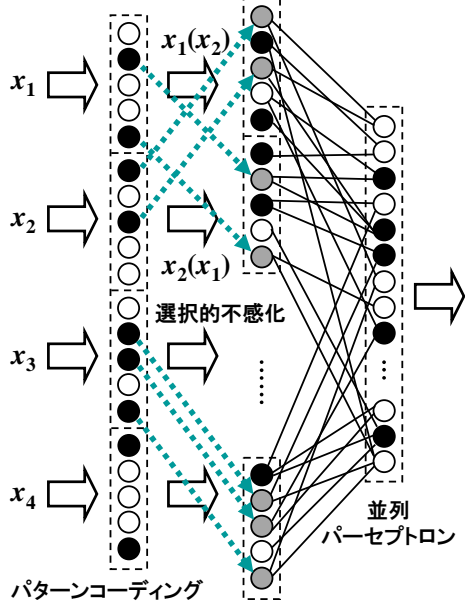 x₁
x₁(x₂)
x₂
x₂(x₁)
選択的不感化
x₃
x₄
並列
パーセプトロン
パターンコーディング